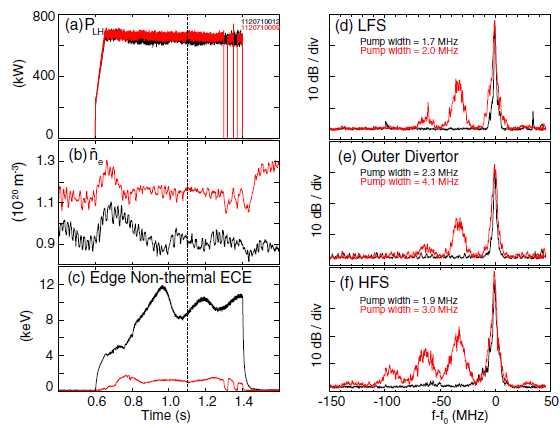 (a) P_LH
1120710012
1120710009
800
400
0
(kW)
(b) n̄_e
1.3
1.1
0.9
(10^20 m^-3)
(c) Edge Non-thermal ECE
12
8
4
0
(keV)
0.6 0.8 1.0 1.2 1.4
Time (s)
(d) LFS
Pump width = 1.7 MHz
Pump width = 2.0 MHz
10 dB / div
(e) Outer Divertor
Pump width = 2.3 MHz
Pump width = 4.1 MHz
10 dB / div
(f) HFS
Pump width = 1.9 MHz
Pump width = 3.0 MHz
10 dB / div
-150 -100 -50 0 50
f-f_0 (MHz)